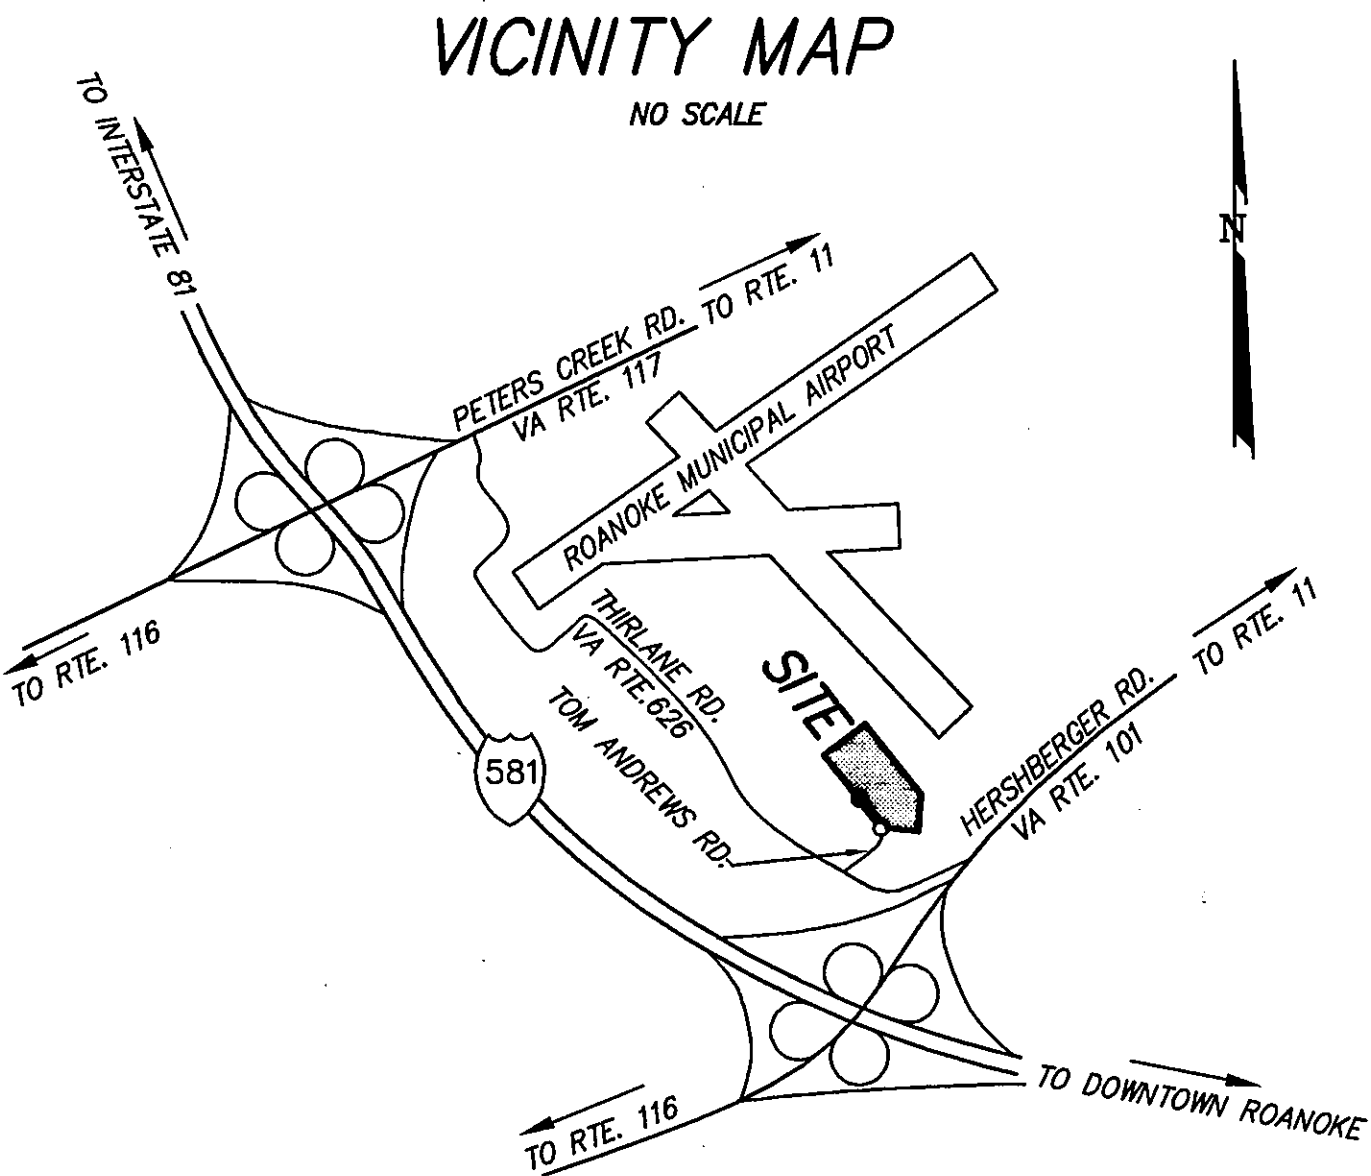 VICINITY MAP
NO SCALE
TO INTERSTATE 81
N
PETERS CREEK RD.
TO RTE. 11
VA RTE. 117
ROANOKE MUNICIPAL AIRPORT
TO RTE. 116
THIRLANE RD.
VA RTE. 626
TOM ANDREWS RD.
SITE
581
HERSHBERGER RD.
TO RTE. 11
VA RTE. 101
TO DOWNTOWN ROANOKE
TO RTE. 116